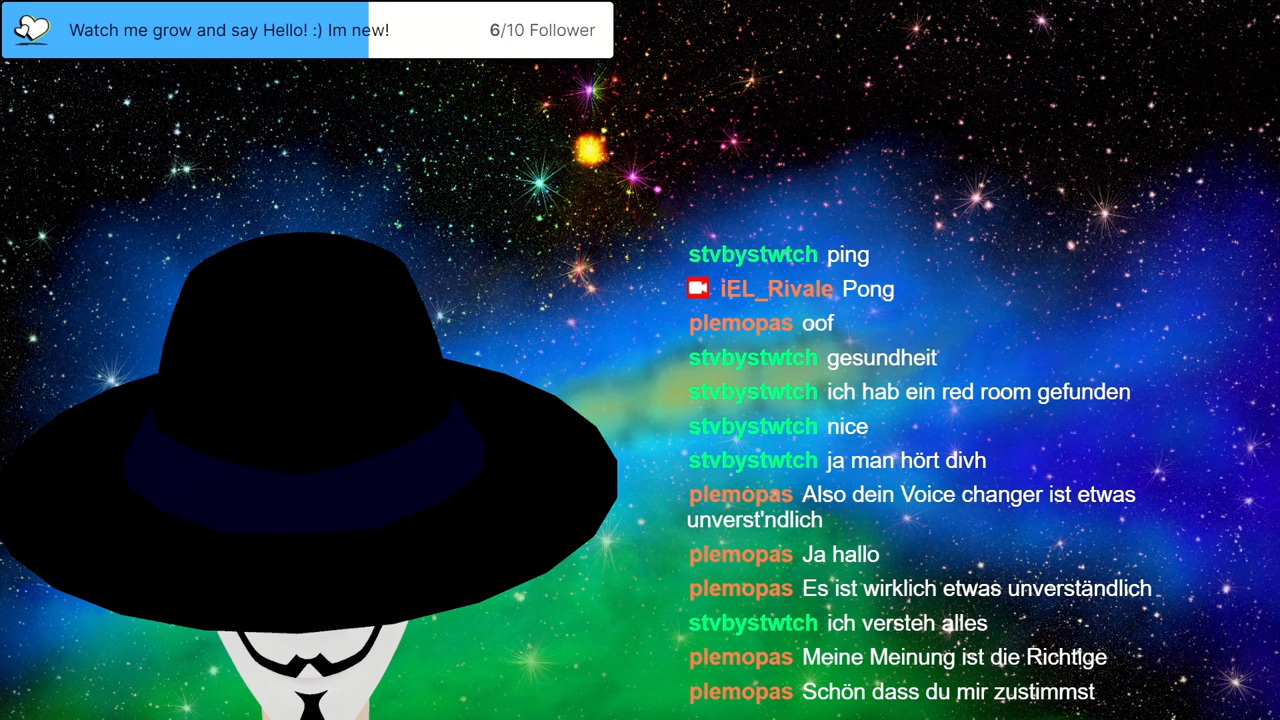 Watch me grow and say Hello! :) Im new! 6/10 Follower
stvbystwtch ping
iEL_Rivale Pong
plemopas oof
stvbystwtch gesundheit
stvbystwtch ich hab ein red room gefunden
stvbystwtch nice
stvbystwtch ja man hört divh
plemopas Also dein Voice changer ist etwas
unverst'ndlich
plemopas Ja hallo
plemopas Es ist wirklich etwas unverständlich
stvbystwtch ich versteh alles
plemopas Meine Meinung ist die Richtige
plemopas Schön dass du mir zustimmst